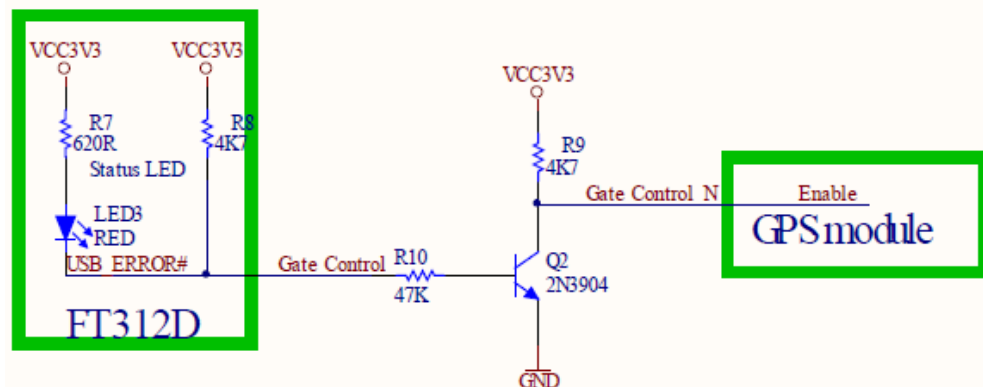 VCC3V3
VCC3V3
R7
620R
R8
4K7
Status LED
LED3
RED
USB ERROR#
FT312D
Gate Control
R10
47K
VCC3V3
R9
4K7
Q2
2N3904
GND
Gate Control N
Enable
GPS module